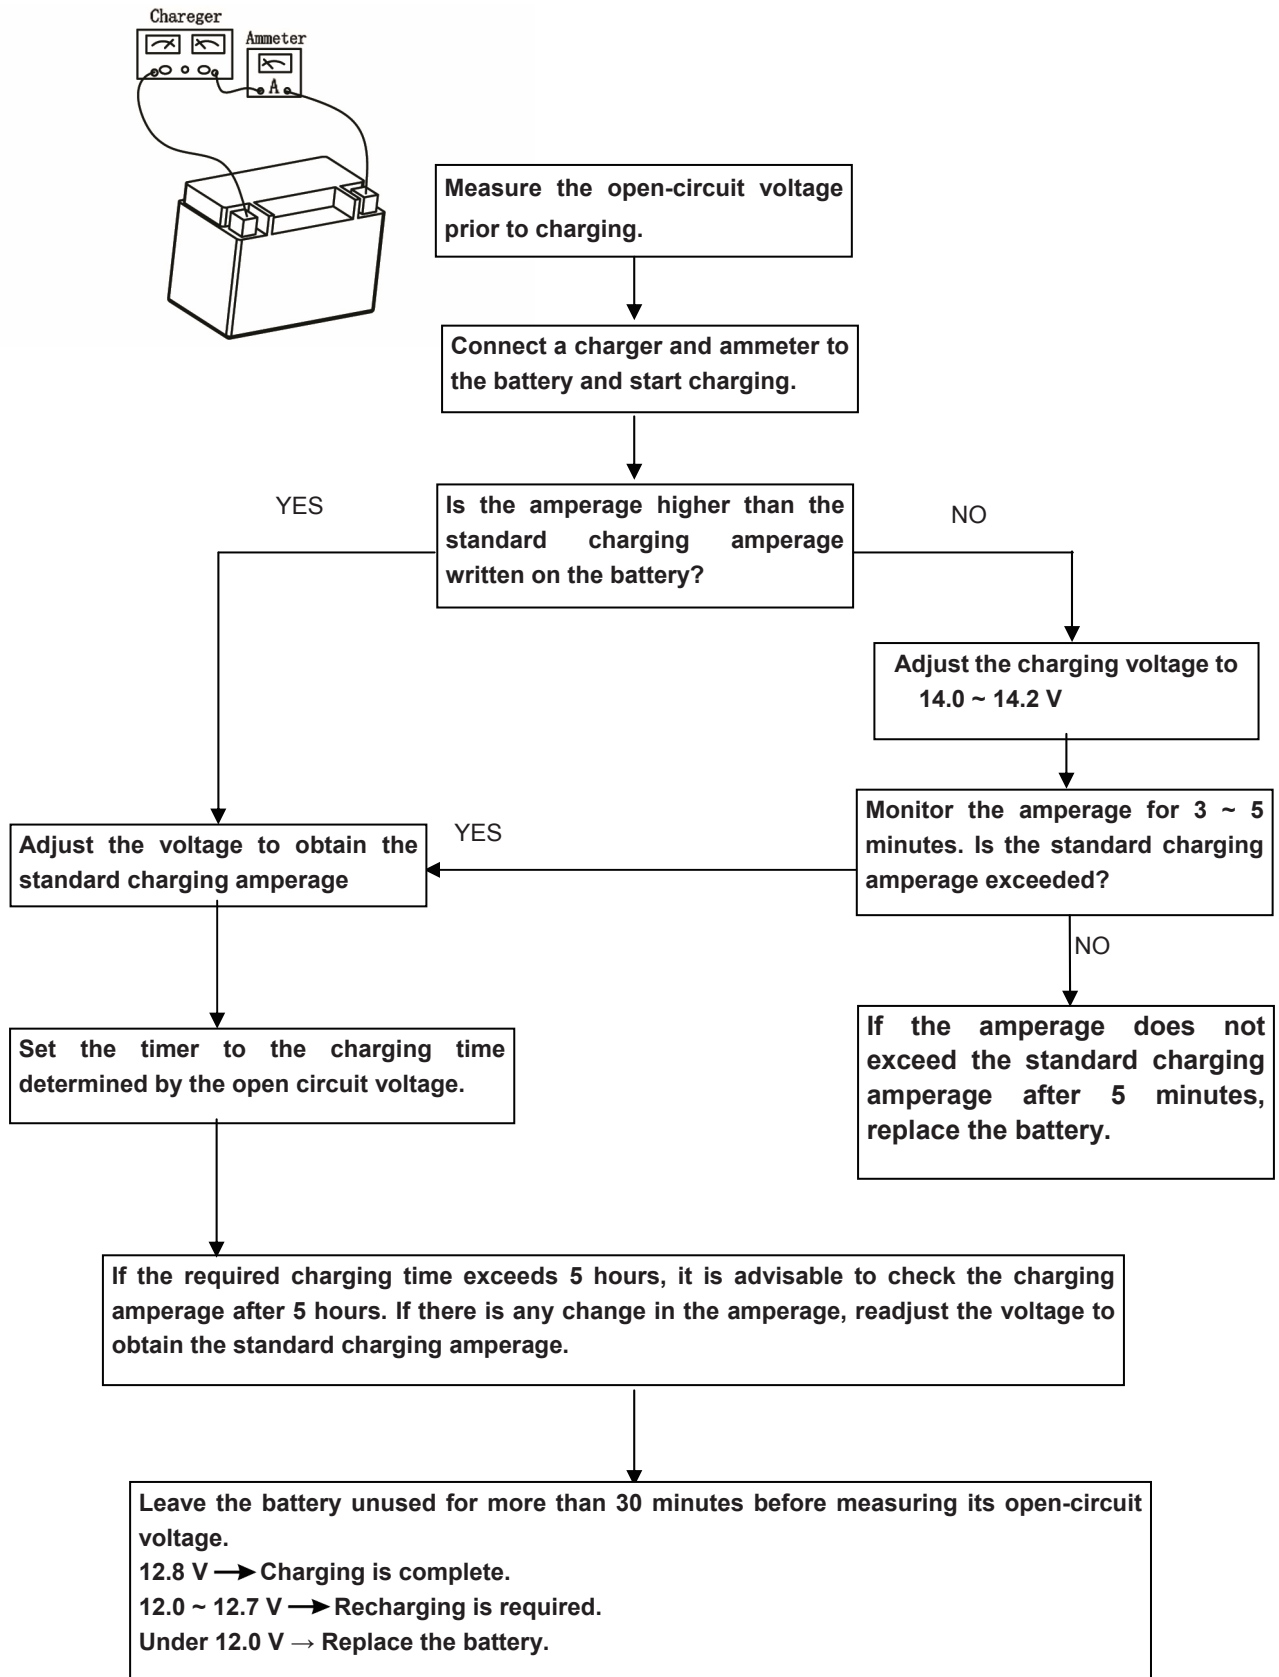 Chareger
Ammeter
A
Measure the open-circuit voltage
prior to charging.
Connect a charger and ammeter to
the battery and start charging.
YES
Is the amperage higher than the
standard charging amperage
written on the battery?
NO
Adjust the charging voltage to
14.0 ~ 14.2 V
Monitor the amperage for 3 ~ 5
minutes. Is the standard charging
amperage exceeded?
YES
Adjust the voltage to obtain the
standard charging amperage
NO
If the amperage does not
exceed the standard charging
amperage after 5 minutes,
replace the battery.
Set the timer to the charging time
determined by the open circuit voltage.
If the required charging time exceeds 5 hours, it is advisable to check the charging
amperage after 5 hours. If there is any change in the amperage, readjust the voltage to
obtain the standard charging amperage.
Leave the battery unused for more than 30 minutes before measuring its open-circuit
voltage.
12.8 V → Charging is complete.
12.0 ~ 12.7 V → Recharging is required.
Under 12.0 V → Replace the battery.